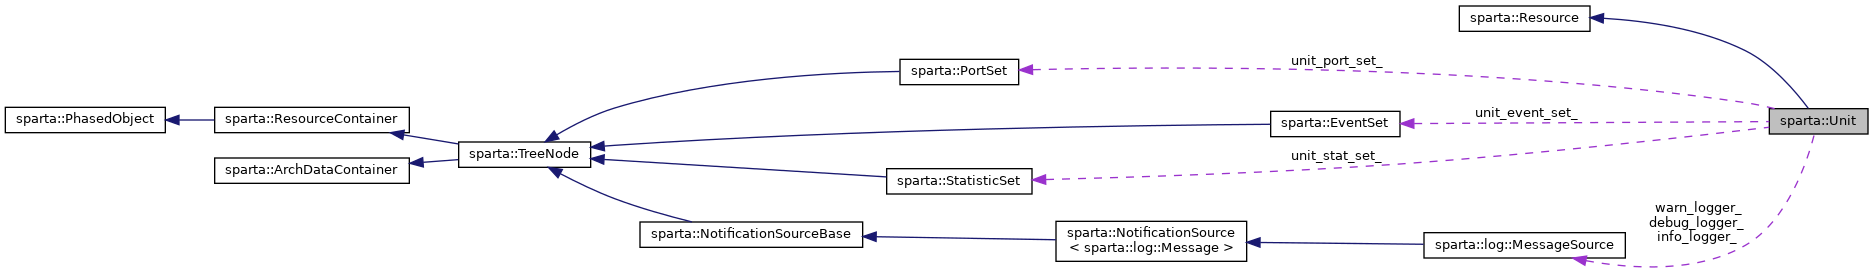 sparta::Resource
unit_port_set_
sparta::PortSet
unit_event_set_
sparta::PhasedObject
sparta::ResourceContainer
sparta::EventSet
sparta::Unit
sparta::TreeNode
unit_stat_set_
sparta::ArchDataContainer
sparta::StatisticSet
warn_logger_
debug_logger_
info_logger_
sparta::NotificationSourceBase
sparta::NotificationSource
< sparta::log::Message >
sparta::log::MessageSource